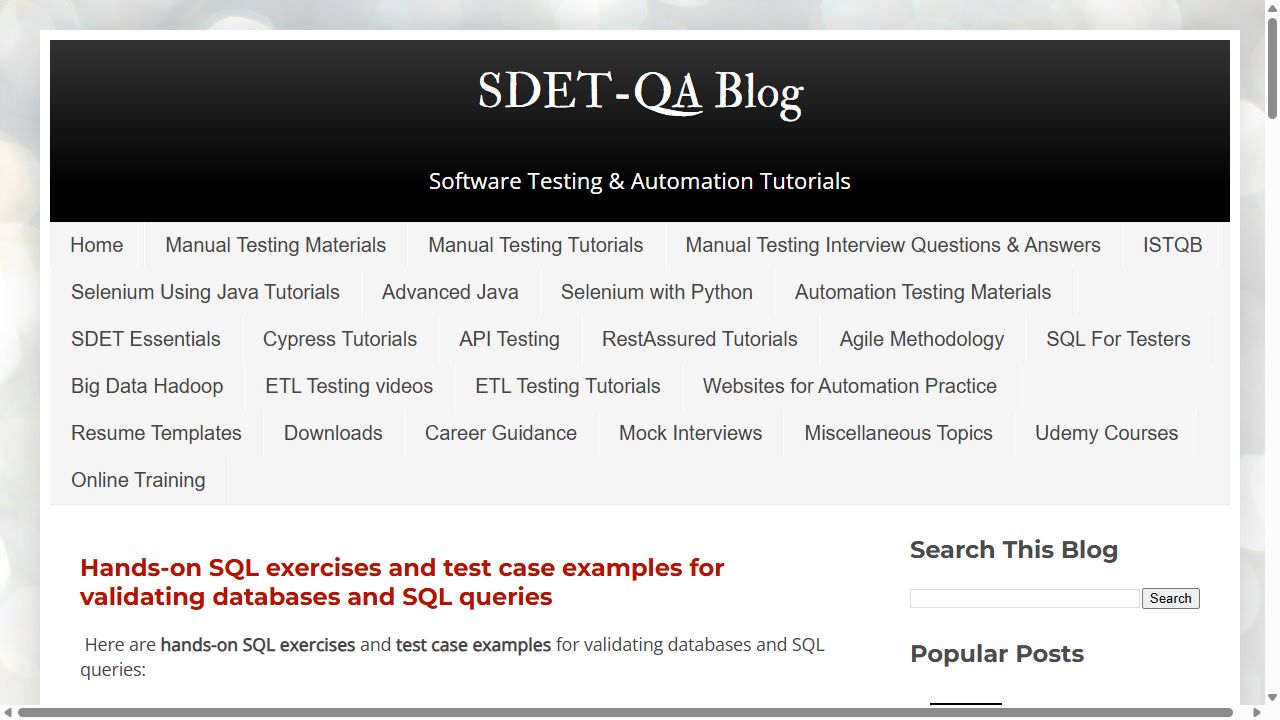 SDET-QA Blog
Software Testing & Automation Tutorials
Home Manual Testing Materials Manual Testing Tutorials Manual Testing Interview Questions & Answers ISTQB
Selenium Using Java Tutorials Advanced Java Selenium with Python Automation Testing Materials
SDET Essentials Cypress Tutorials API Testing RestAssured Tutorials Agile Methodology SQL For Testers
Big Data Hadoop ETL Testing videos ETL Testing Tutorials Websites for Automation Practice
Resume Templates Downloads Career Guidance Mock Interviews Miscellaneous Topics Udemy Courses
Online Training
Hands-on SQL exercises and test case examples for
validating databases and SQL queries
Here are hands-on SQL exercises and test case examples for validating databases and SQL
queries:
Search This Blog
Search
Popular Posts